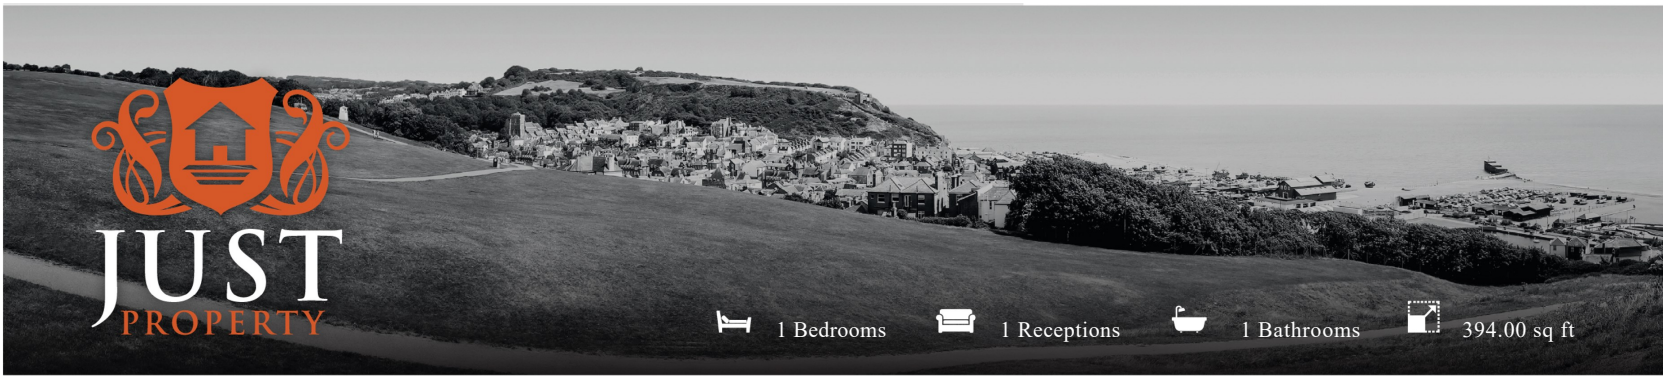 JUST
PROPERTY
1 Bedrooms 1 Receptions 1 Bathrooms 394.00 sq ft